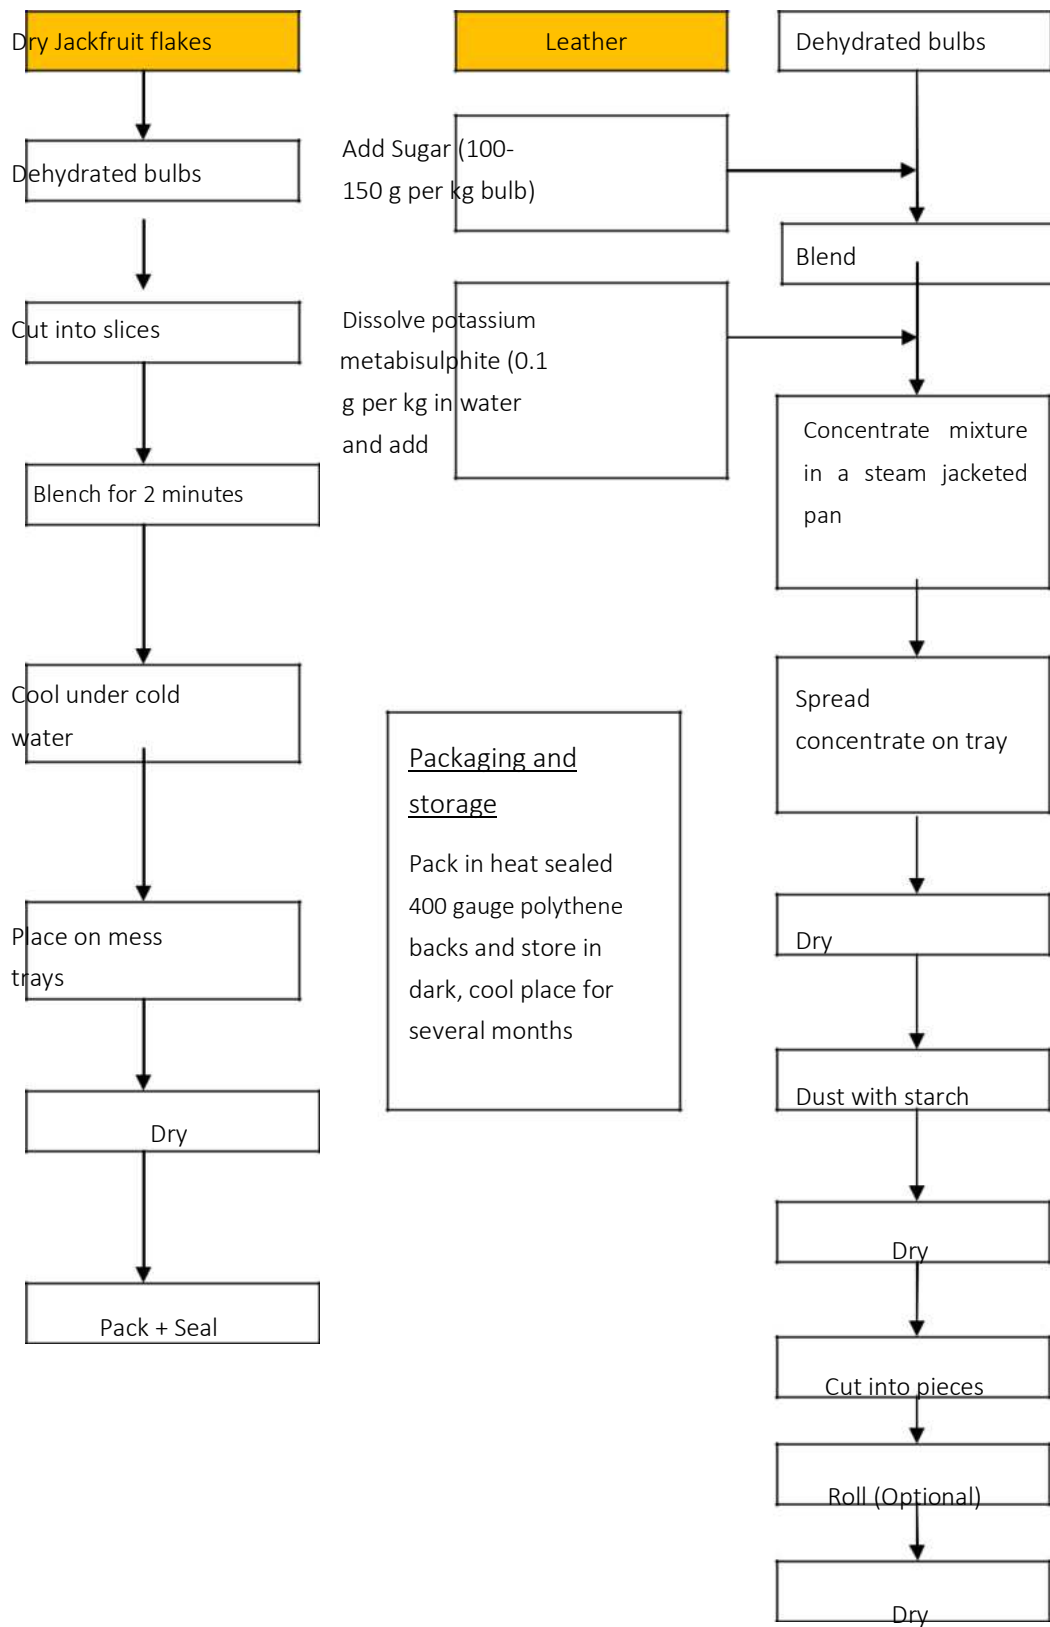 Dry Jackfruit flakes
Dehydrated bulbs
Cut into slices
Blench for 2 minutes
Cool under cold
water
Place on mess
trays
Dry
Pack + Seal
Leather
Add Sugar (100-
150 g per kg bulb)
Dissolve potassium
metabisulphite (0.1
g per kg in water
and add
Packaging and
storage
Pack in heat sealed
400 gauge polythene
backs and store in
dark, cool place for
several months
Dehydrated bulbs
Blend
Concentrate mixture
in a steam jacketed
pan
Spread
concentrate on tray
Dry
Dust with starch
Dry
Cut into pieces
Roll (Optional)
Dry